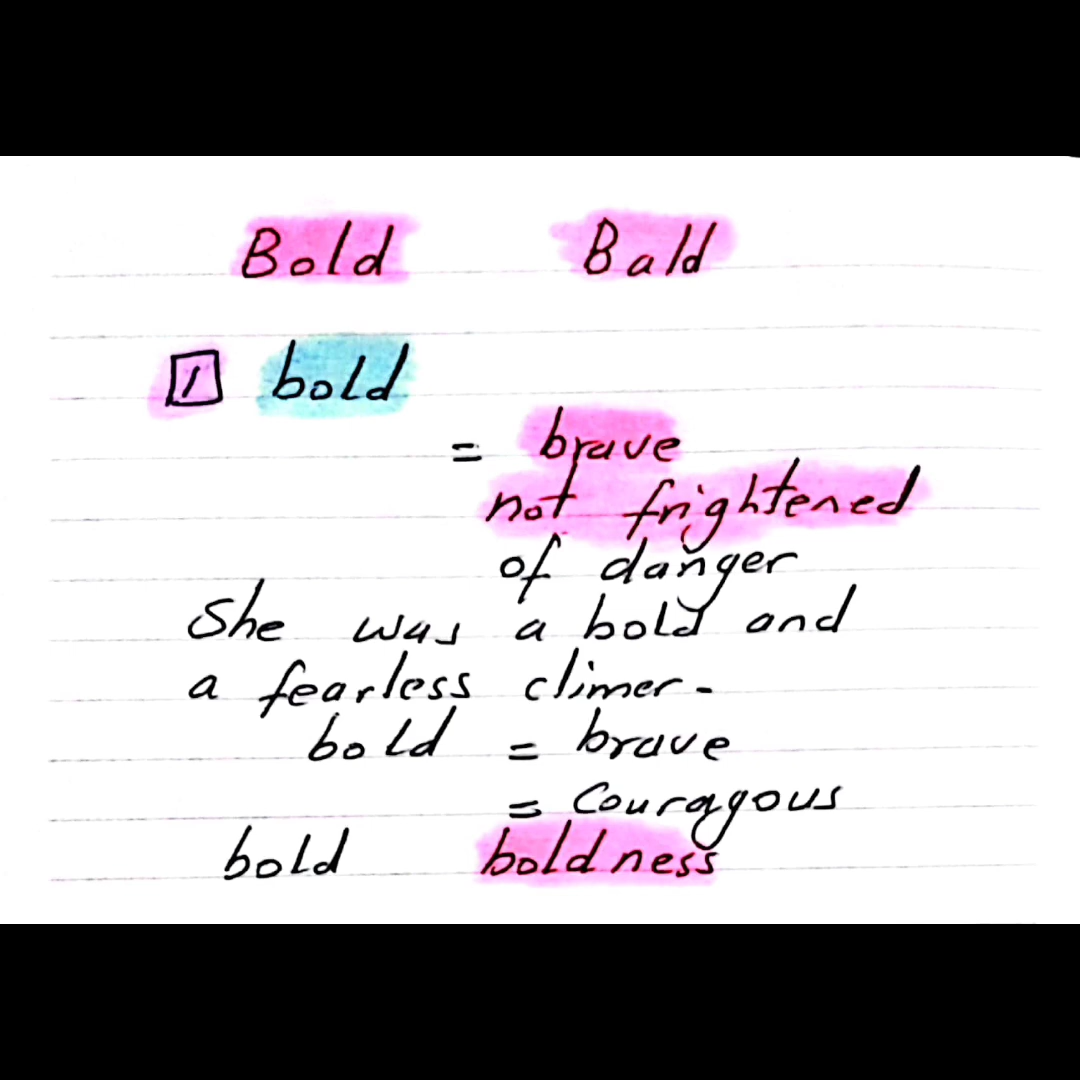 Bold Bald
1 bold
= brave
not frightened
of danger
She was a bold and
a fearless climer.
bold = brave
= Couragous
bold boldness